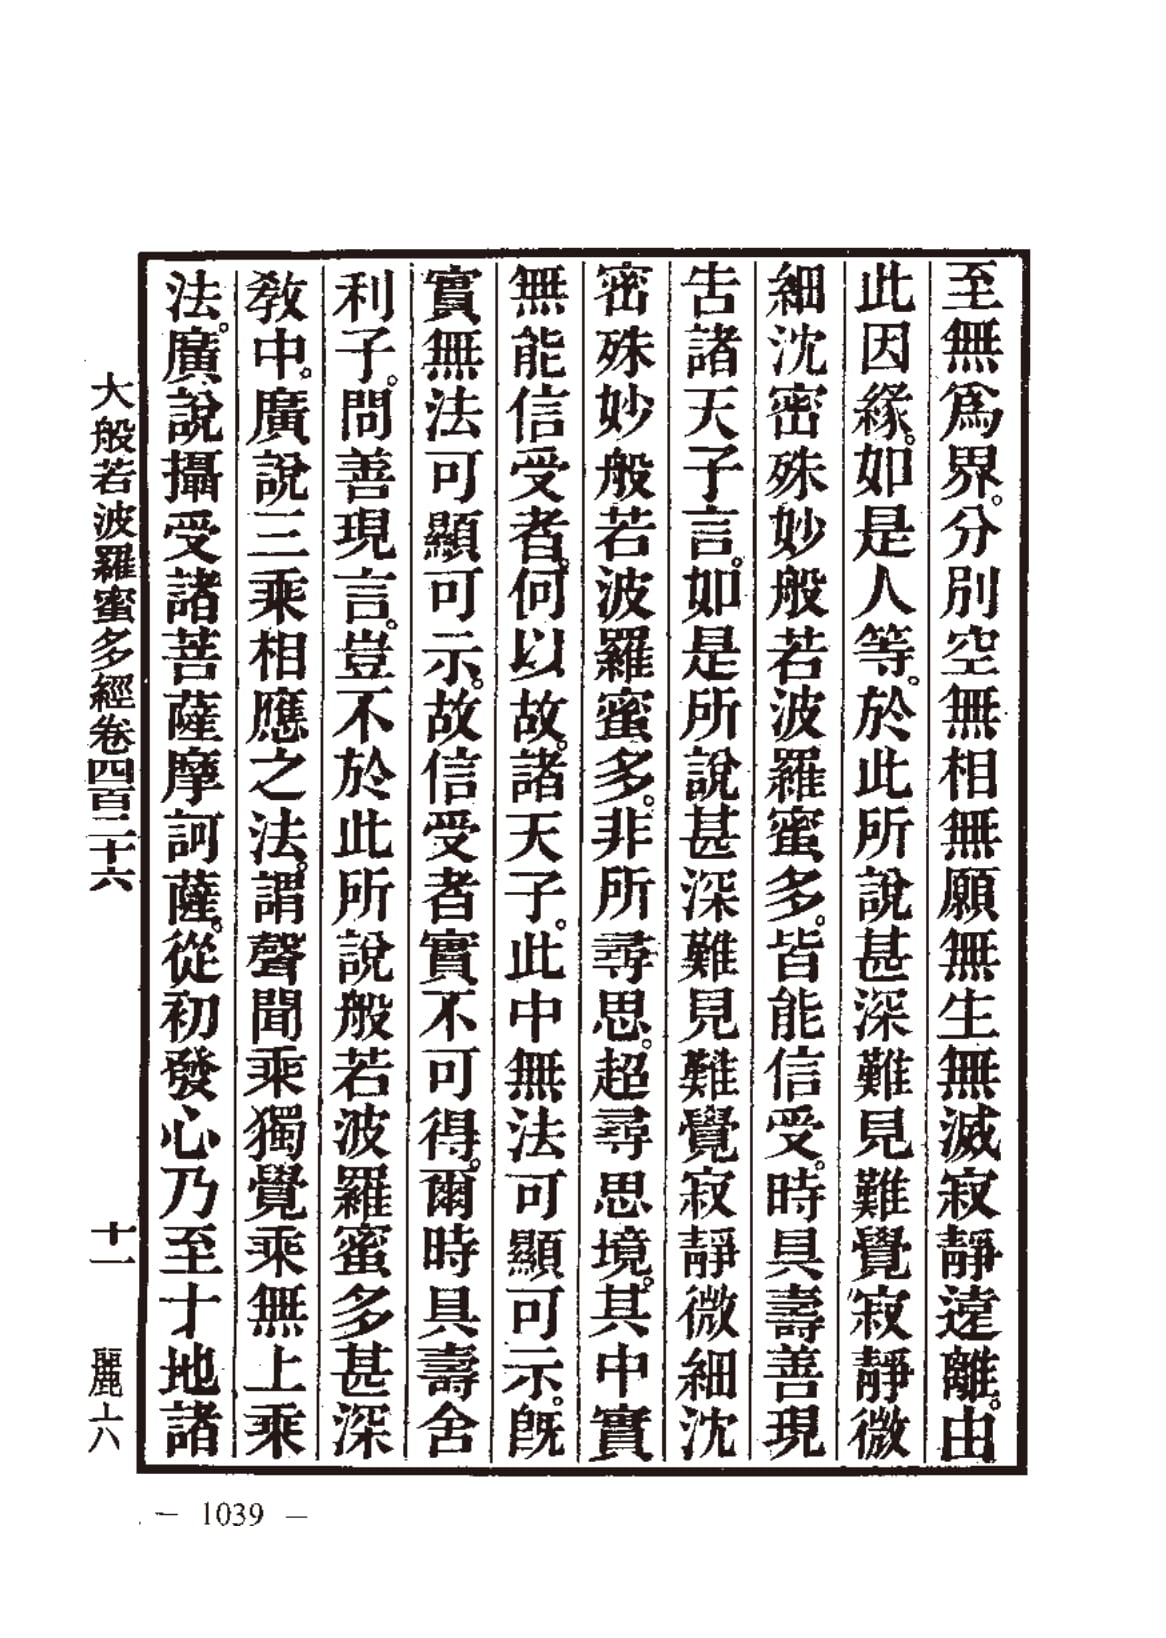 至無爲界。分別空無相無願無生無滅寂靜遠離。由
此因緣。如是人等。於此所說甚深難見難覺寂靜微
細沈密殊妙般若波羅蜜多。皆能信受。時具壽善現
告諸天子言。如是所說甚深難見難覺寂靜微細沈
密殊妙般若波羅蜜多。非所尋思。超尋思境。其中實
無能信受者。何以故。諸天子。此中無法可顯可示。旣
實無法可顯可示。故信受者實不可得。爾時具壽舍
利子。問善現言。豈不於此所說般若波羅蜜多甚深
敎中。廣說三乘相應之法。謂聲聞乘獨覺乘無上乘
法。廣說攝受諸菩薩摩訶薩。從初發心乃至十地諸
大般若波羅蜜多經卷四百二十六 十一 麗六
— 1039 —